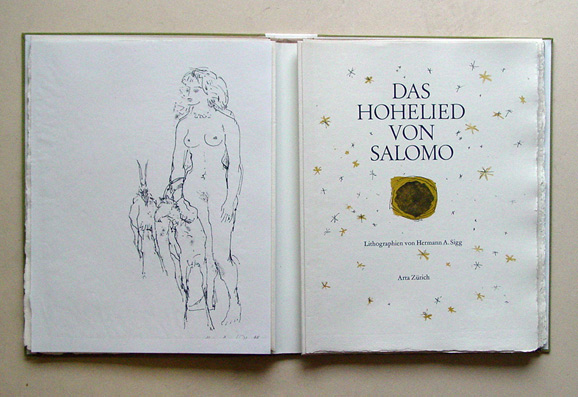 DAS
HOHELIED
VON
SALOMO
Lithographien von Hermann A. Sigg
Arta Zürich